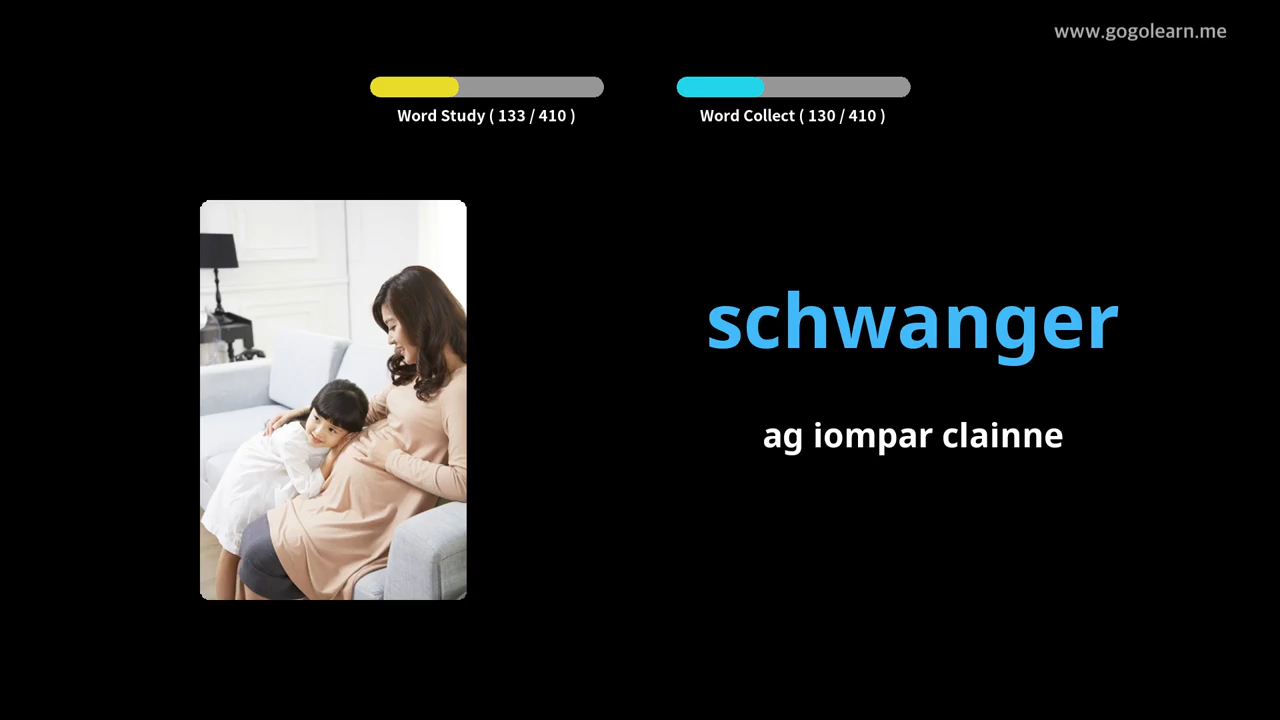 www.gogolearn.me
Word Study ( 133 / 410 )
Word Collect ( 130 / 410 )
schwanger
ag iompar clainne